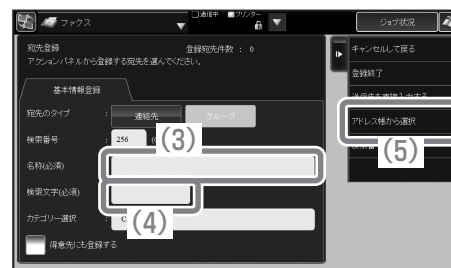 ファクス
通信中 プリンター
ジョブ状況
宛先登録 登録宛先件数 : 0
アクションパネルから登録する宛先を選んでください。
キャンセルして戻る
登録終了
基本情報登録
宛先のタイプ : 連絡先 グループ
アドレス帳から選択
検索番号 : 256
(3)
(5)
名称(必須)
検索文字(必須)
(4)
カテゴリー選択 : C
得意先にも登録する